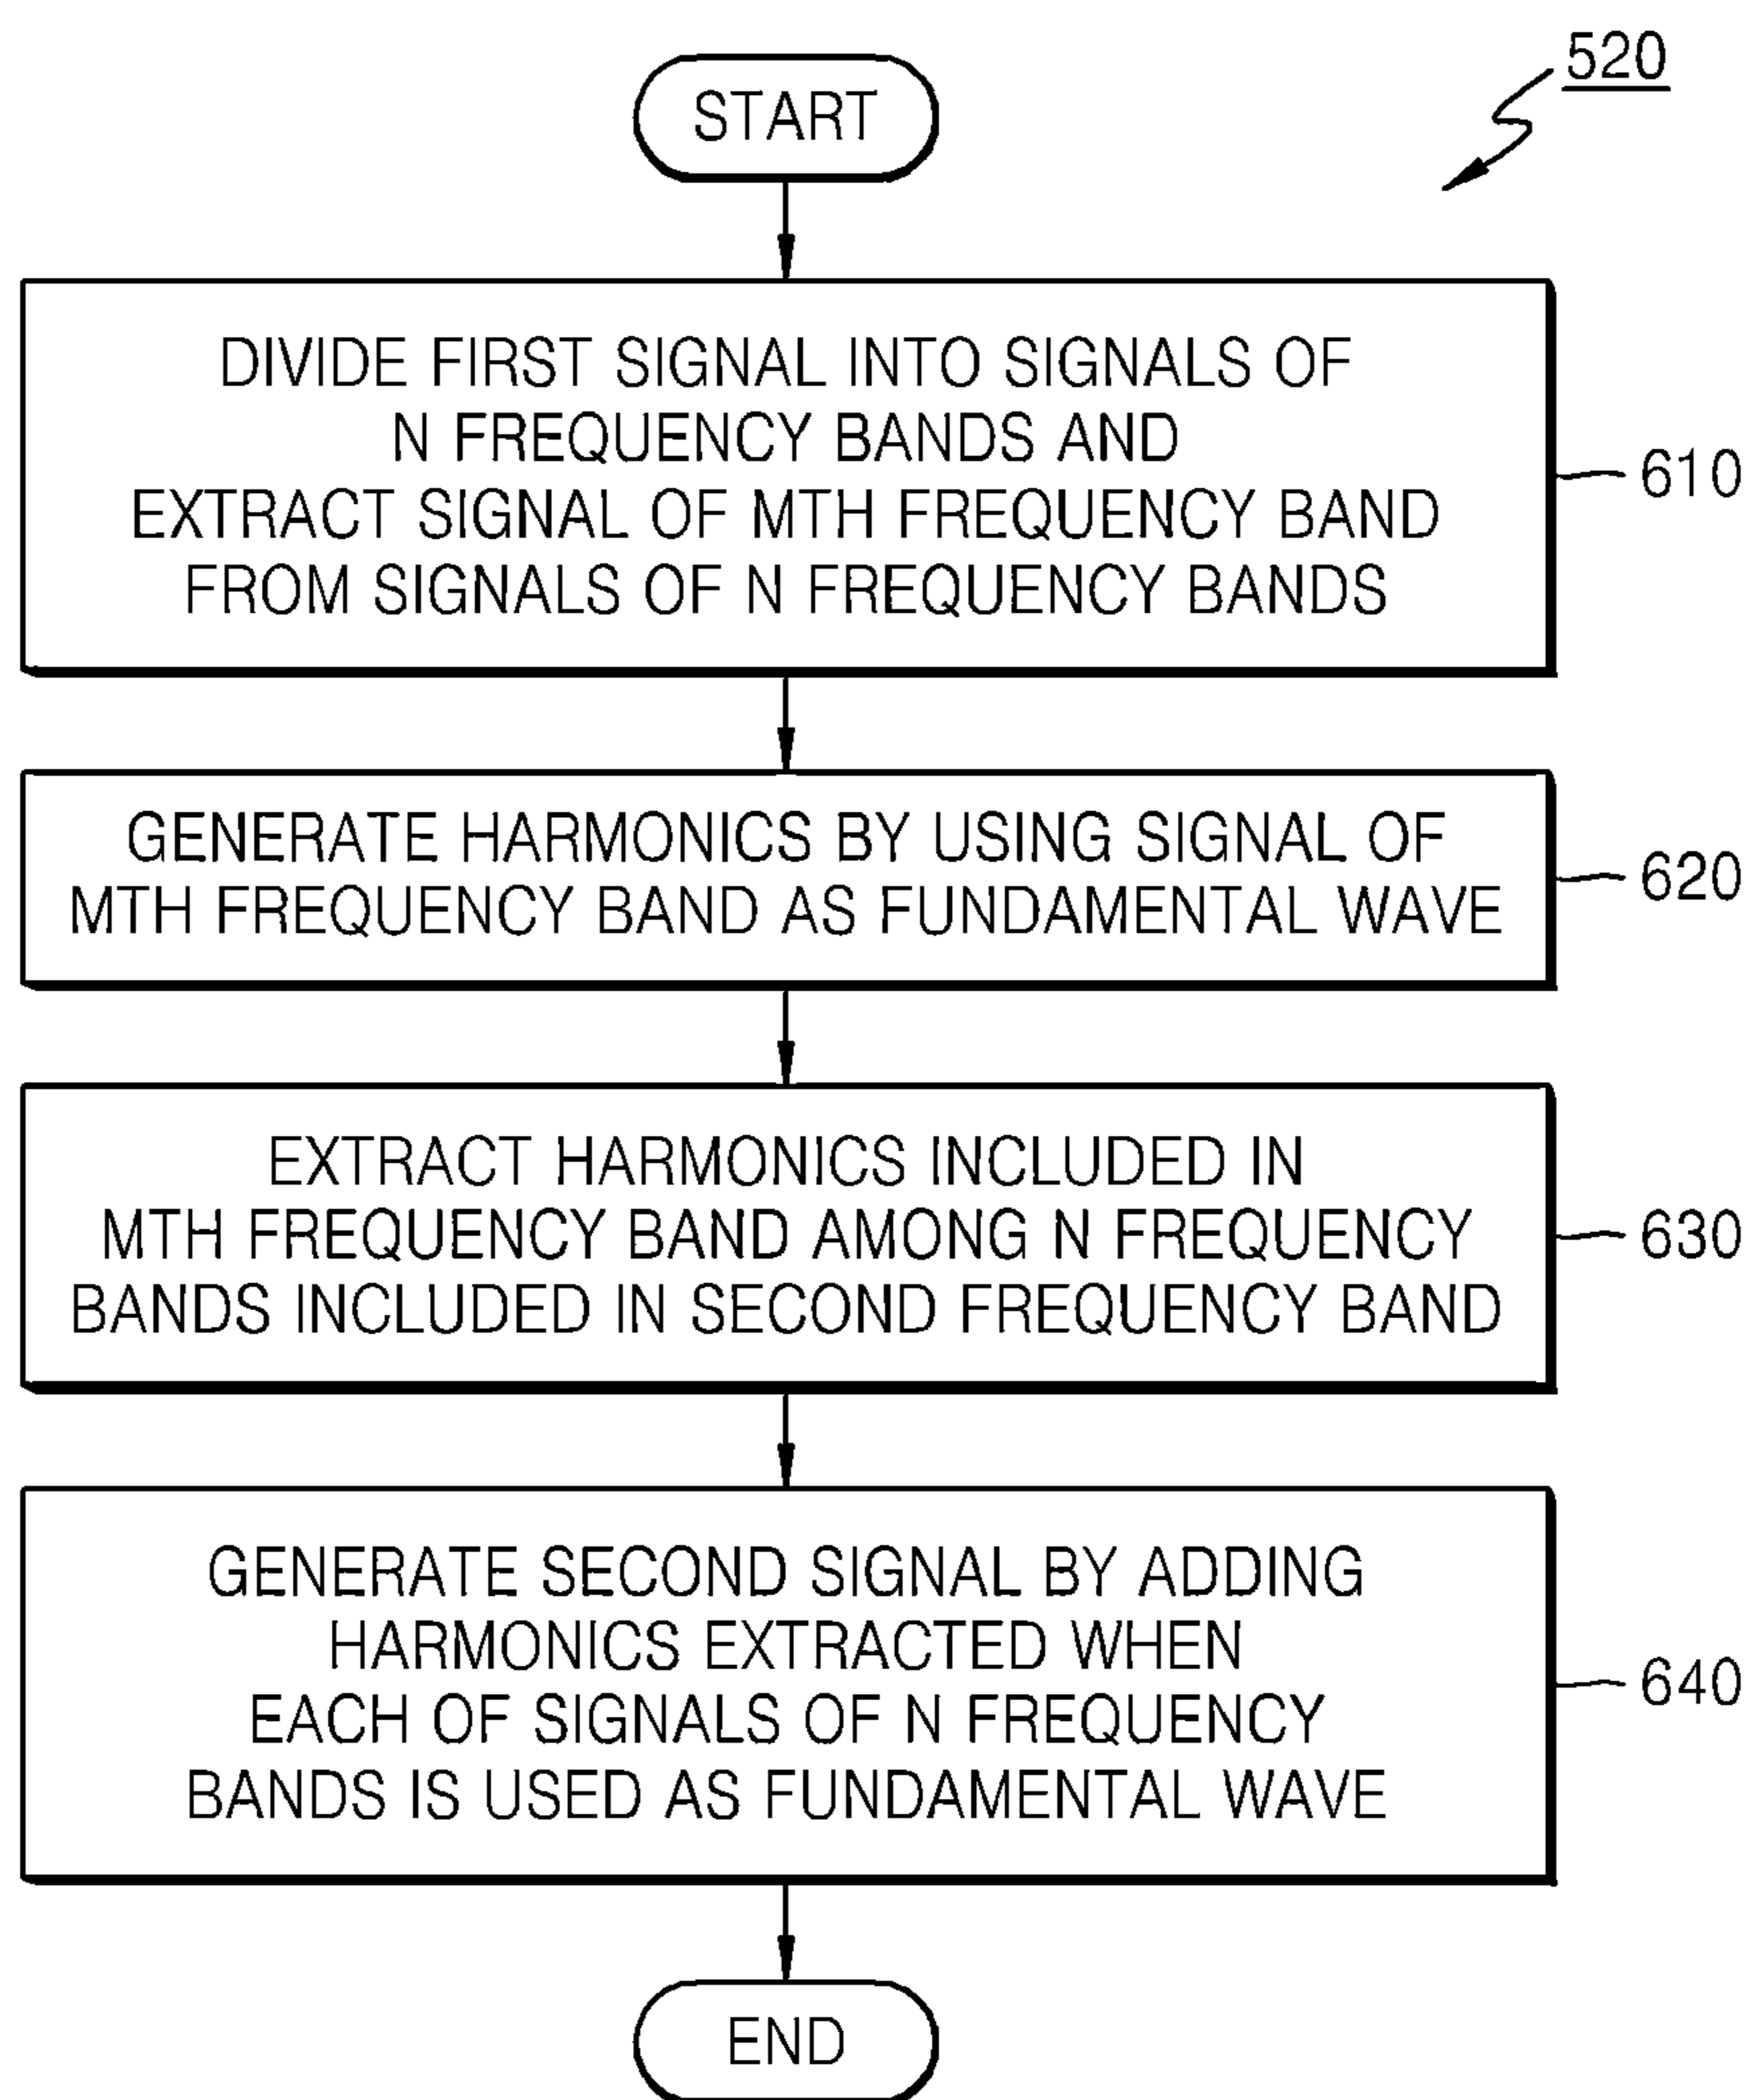 520
START
DIVIDE FIRST SIGNAL INTO SIGNALS OF
N FREQUENCY BANDS AND
EXTRACT SIGNAL OF MTH FREQUENCY BAND
FROM SIGNALS OF N FREQUENCY BANDS
610
GENERATE HARMONICS BY USING SIGNAL OF
MTH FREQUENCY BAND AS FUNDAMENTAL WAVE
620
EXTRACT HARMONICS INCLUDED IN
MTH FREQUENCY BAND AMONG N FREQUENCY
BANDS INCLUDED IN SECOND FREQUENCY BAND
630
GENERATE SECOND SIGNAL BY ADDING
HARMONICS EXTRACTED WHEN
EACH OF SIGNALS OF N FREQUENCY
BANDS IS USED AS FUNDAMENTAL WAVE
640
END